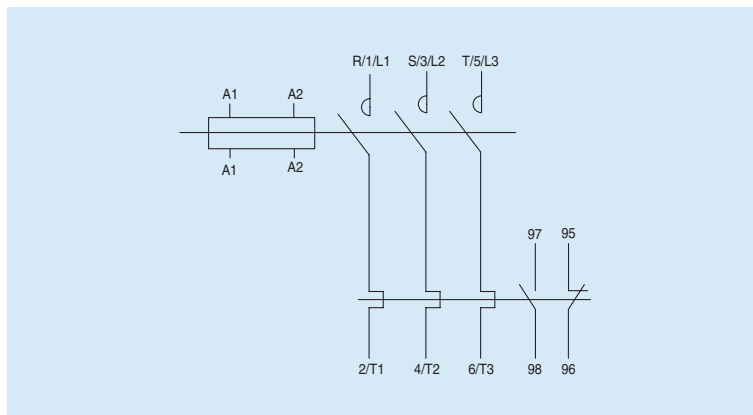 R/1/L1 S/3/L2 T/5/L3
A1 A2
A1 A2
97 95
2/T1 4/T2 6/T3 98 96